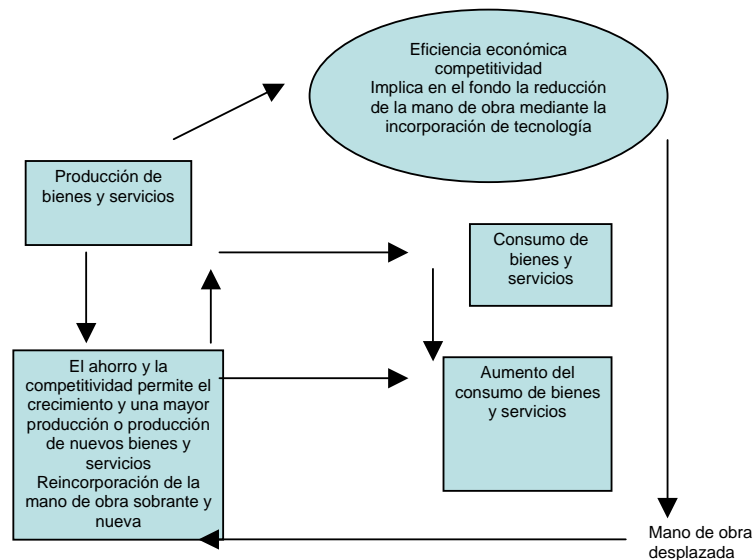 Eficiencia económica
competitividad
Implica en el fondo la reducción
de la mano de obra mediante la
incorporación de tecnología
Producción de
bienes y servicios
Consumo de
bienes y
servicios
El ahorro y la
competitividad permite el
crecimiento y una mayor
producción o producción
de nuevos bienes y
servicios
Reincorporación de la
mano de obra sobrante y
nueva
Aumento del
consumo de bienes
y servicios
Mano de obra
desplazada